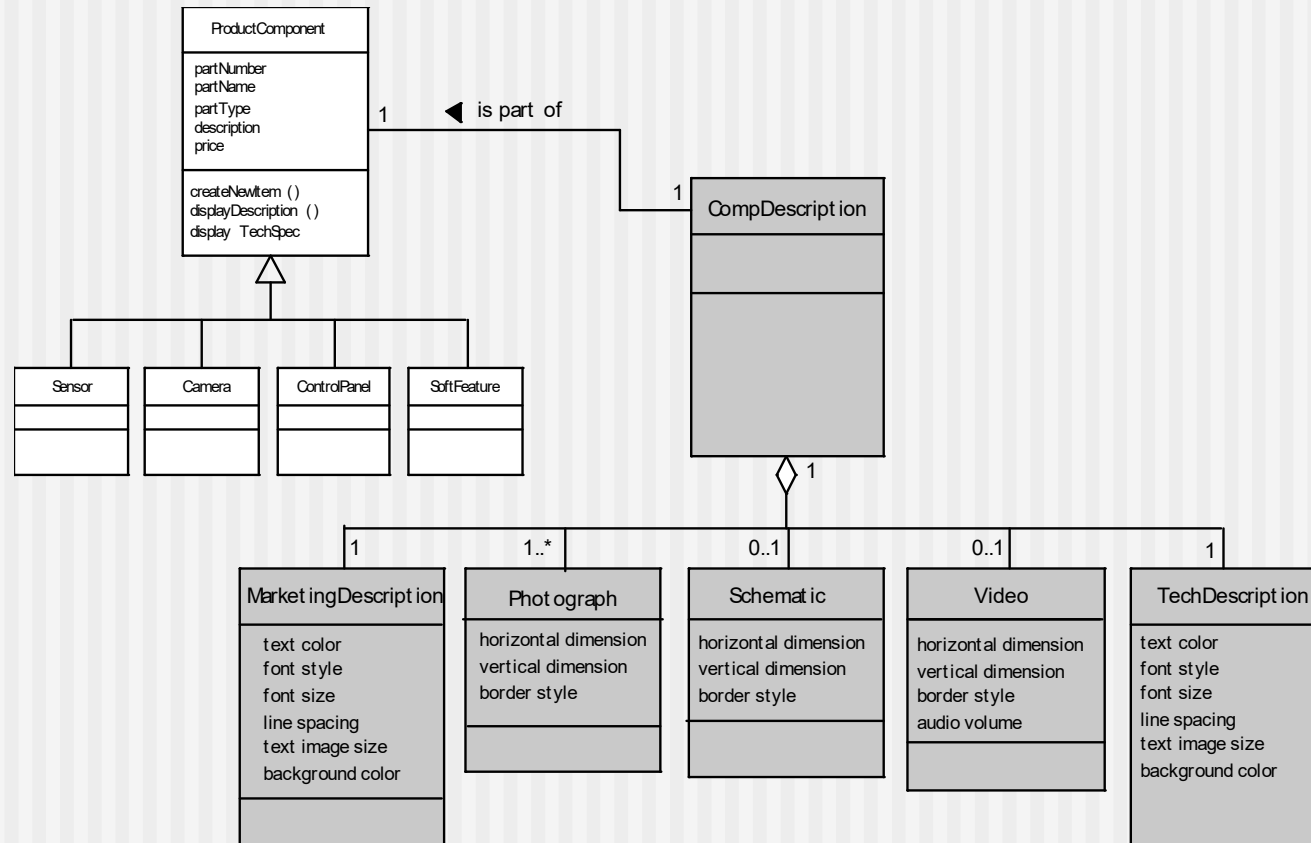 ProductComponent
partNumber
partName
partType
description
price
createNewItem ()
displayDescription ()
display TechSpec
1
◀ is part of
1
CompDescription
Sensor
Camera
ControlPanel
SoftFeature
1
1
1..*
0..1
0..1
1
MarketingDescription
text color
font style
font size
line spacing
text image size
background color
Photograph
horizontal dimension
vertical dimension
border style
Schematic
horizontal dimension
vertical dimension
border style
Video
horizontal dimension
vertical dimension
border style
audio volume
TechDescription
text color
font style
font size
line spacing
text image size
background color